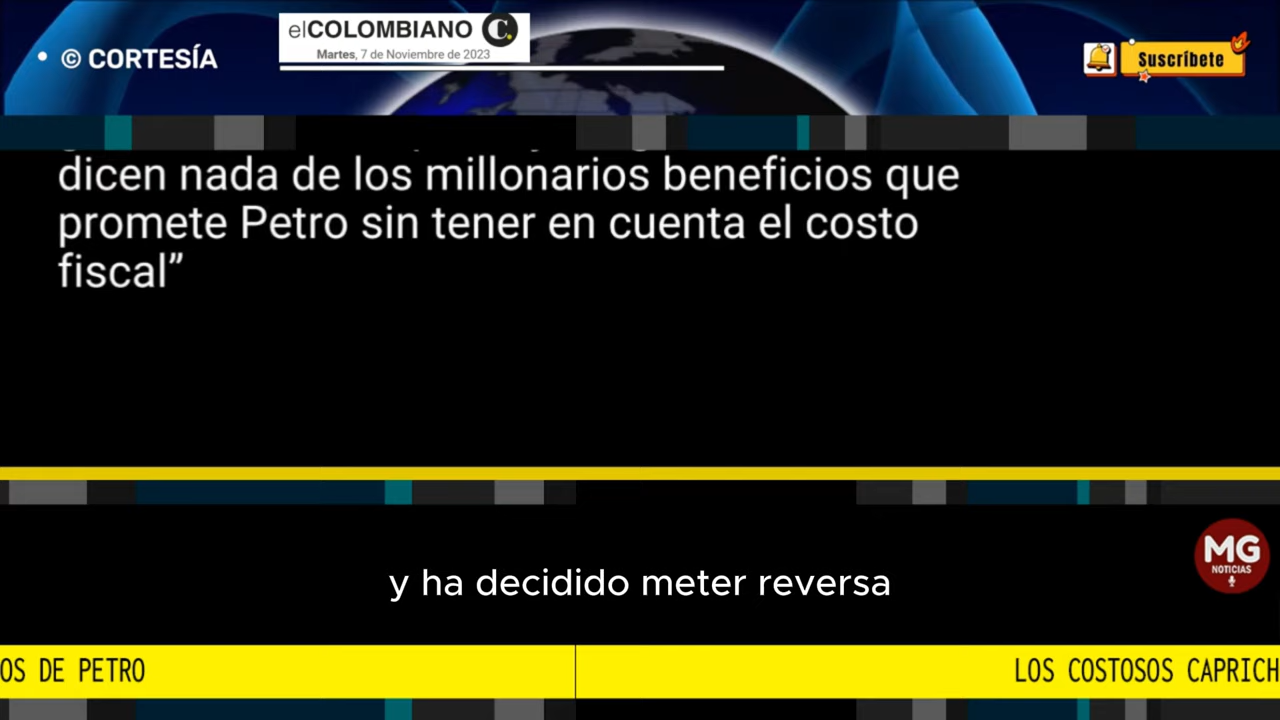 © CORTESÍA
elCOLOMBIANO C.
Martes, 7 de Noviembre de 2023
Suscríbete
dicen nada de los millonarios beneficios que
promete Petro sin tener en cuenta el costo
fiscal”
MG
NOTICIAS
y ha decidido meter reversa
OS DE PETRO
LOS COSTOSOS CAPRICH